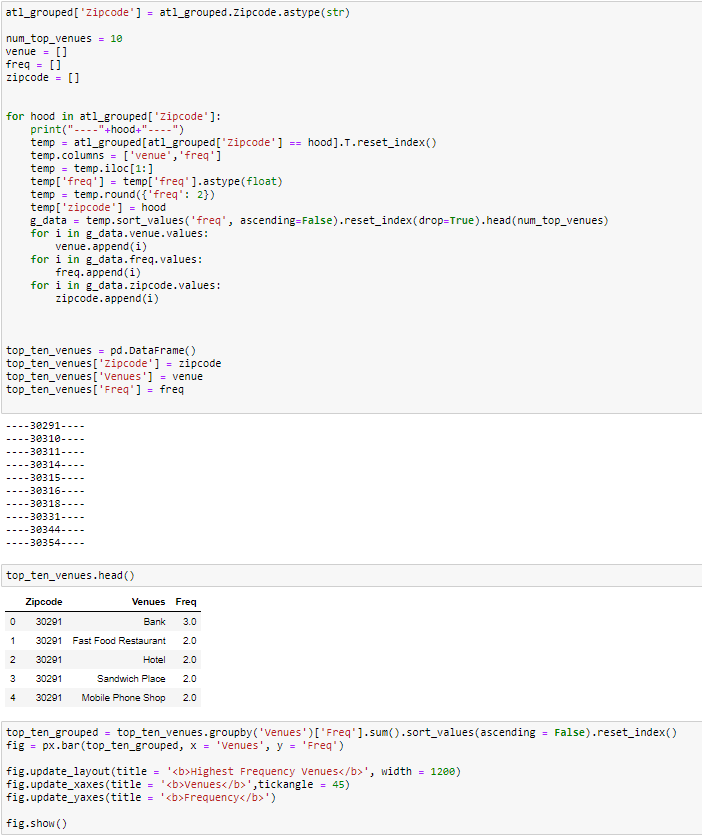 atl_grouped['Zipcode'] = atl_grouped.Zipcode.astype(str)
num_top_venues = 10
venue = []
freq = []
zipcode = []
for hood in atl_grouped['Zipcode']:
    print("----"+hood+"----")
    temp = atl_grouped[atl_grouped['Zipcode'] == hood].T.reset_index()
    temp.columns = ['venue','freq']
    temp = temp.iloc[1:]
    temp['freq'] = temp['freq'].astype(float)
    temp = temp.round({'freq': 2})
    temp['zipcode'] = hood
    g_data = temp.sort_values('freq', ascending=False).reset_index(drop=True).head(num_top_venues)
    for i in g_data.venue.values:
        venue.append(i)
    for i in g_data.freq.values:
        freq.append(i)
    for i in g_data.zipcode.values:
        zipcode.append(i)
top_ten_venues = pd.DataFrame()
top_ten_venues['Zipcode'] = zipcode
top_ten_venues['Venues'] = venue
top_ten_venues['Freq'] = freq
----30291----
----30310----
----30311----
----30314----
----30315----
----30316----
----30318----
----30331----
----30344----
----30354----
top_ten_venues.head()
Zipcode Venues Freq
0 30291 Bank 3.0
1 30291 Fast Food Restaurant 2.0
2 30291 Hotel 2.0
3 30291 Sandwich Place 2.0
4 30291 Mobile Phone Shop 2.0
top_ten_grouped = top_ten_venues.groupby('Venues')['Freq'].sum().sort_values(ascending = False).reset_index()
fig = px.bar(top_ten_grouped, x = 'Venues', y = 'Freq')
fig.update_layout(title = '<b>Highest Frequency Venues</b>', width = 1200)
fig.update_xaxes(title = '<b>Venues</b>',tickangle = 45)
fig.update_yaxes(title = '<b>Frequency</b>')
fig.show()